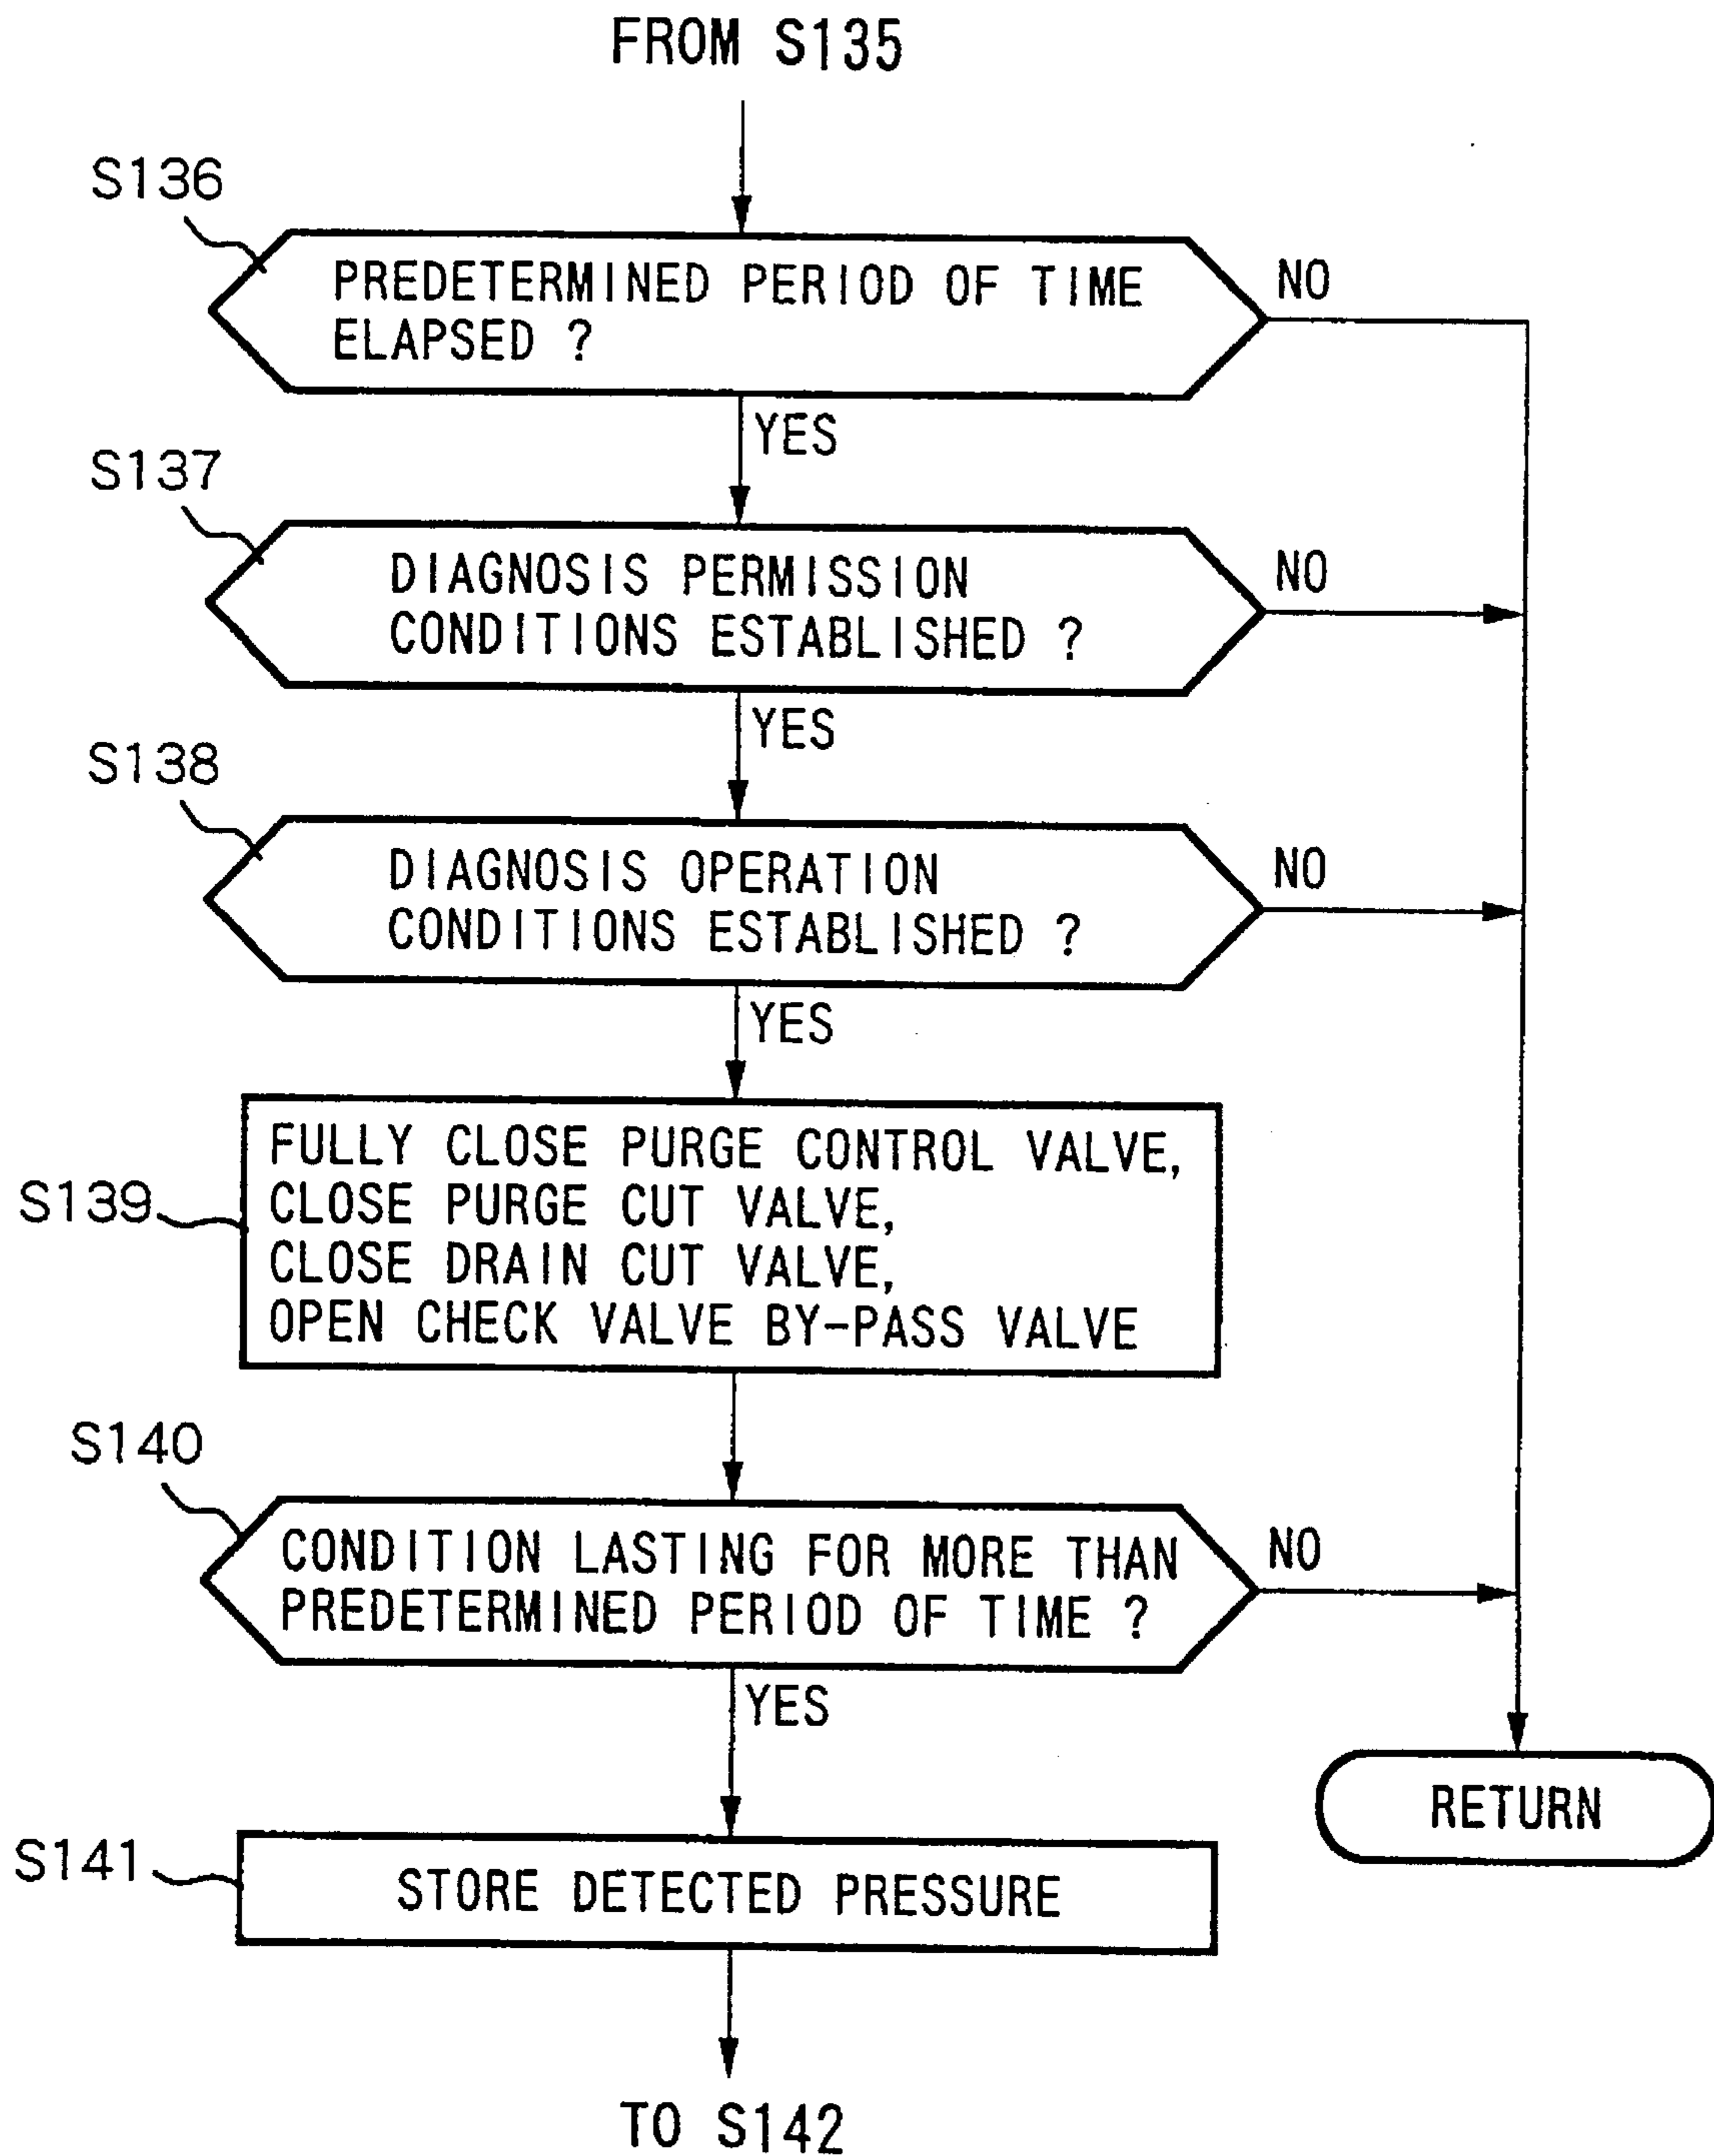 FROM S135
S136
PREDETERMINED PERIOD OF TIME
ELAPSED ?
NO
YES
S137
DIAGNOSIS PERMISSION
CONDITIONS ESTABLISHED ?
NO
YES
S138
DIAGNOSIS OPERATION
CONDITIONS ESTABLISHED ?
NO
YES
S139
FULLY CLOSE PURGE CONTROL VALVE,
CLOSE PURGE CUT VALVE,
CLOSE DRAIN CUT VALVE,
OPEN CHECK VALVE BY-PASS VALVE
S140
CONDITION LASTING FOR MORE THAN
PREDETERMINED PERIOD OF TIME ?
NO
YES
RETURN
S141
STORE DETECTED PRESSURE
TO S142